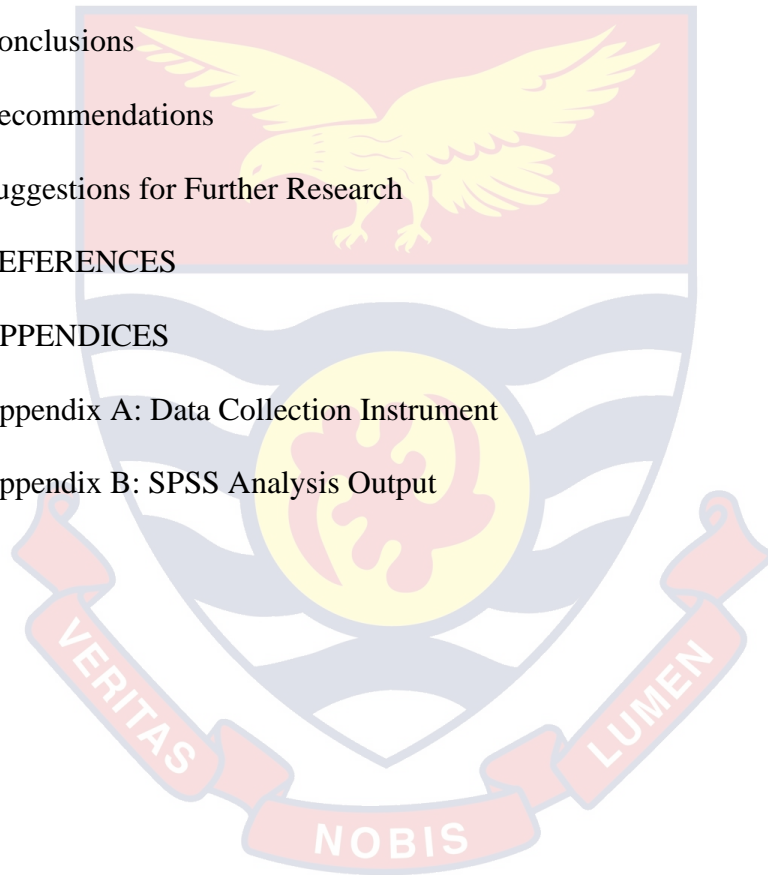 onclusions
ecommendations
uggestions for Further Research
EFERENCES
PPENDICES
ppendix A: Data Collection Instrument
ppendix B: SPSS Analysis Output
VERITAS
NOBIS
LUMEN